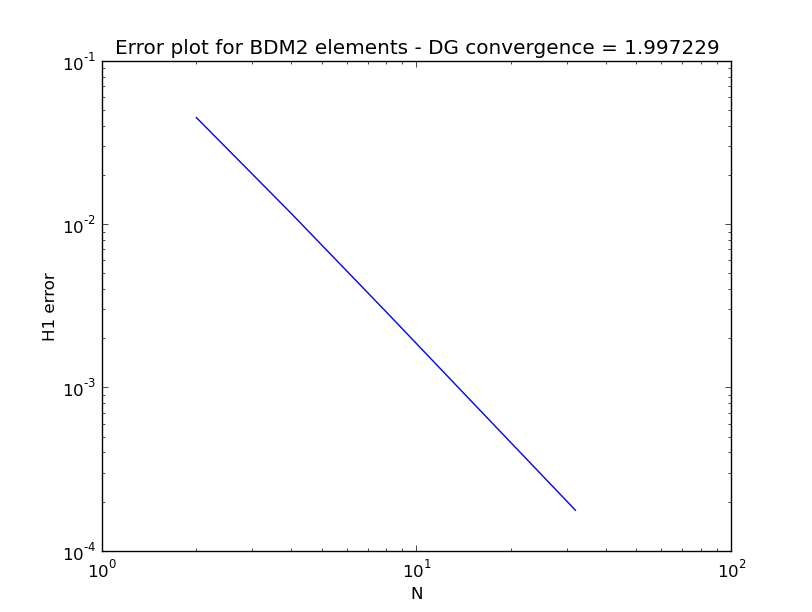 Error plot for BDM2 elements - DG convergence = 1.997229
10^-1
10^-2
10^-3
10^-4
H1 error
10^0
10^1
10^2
N